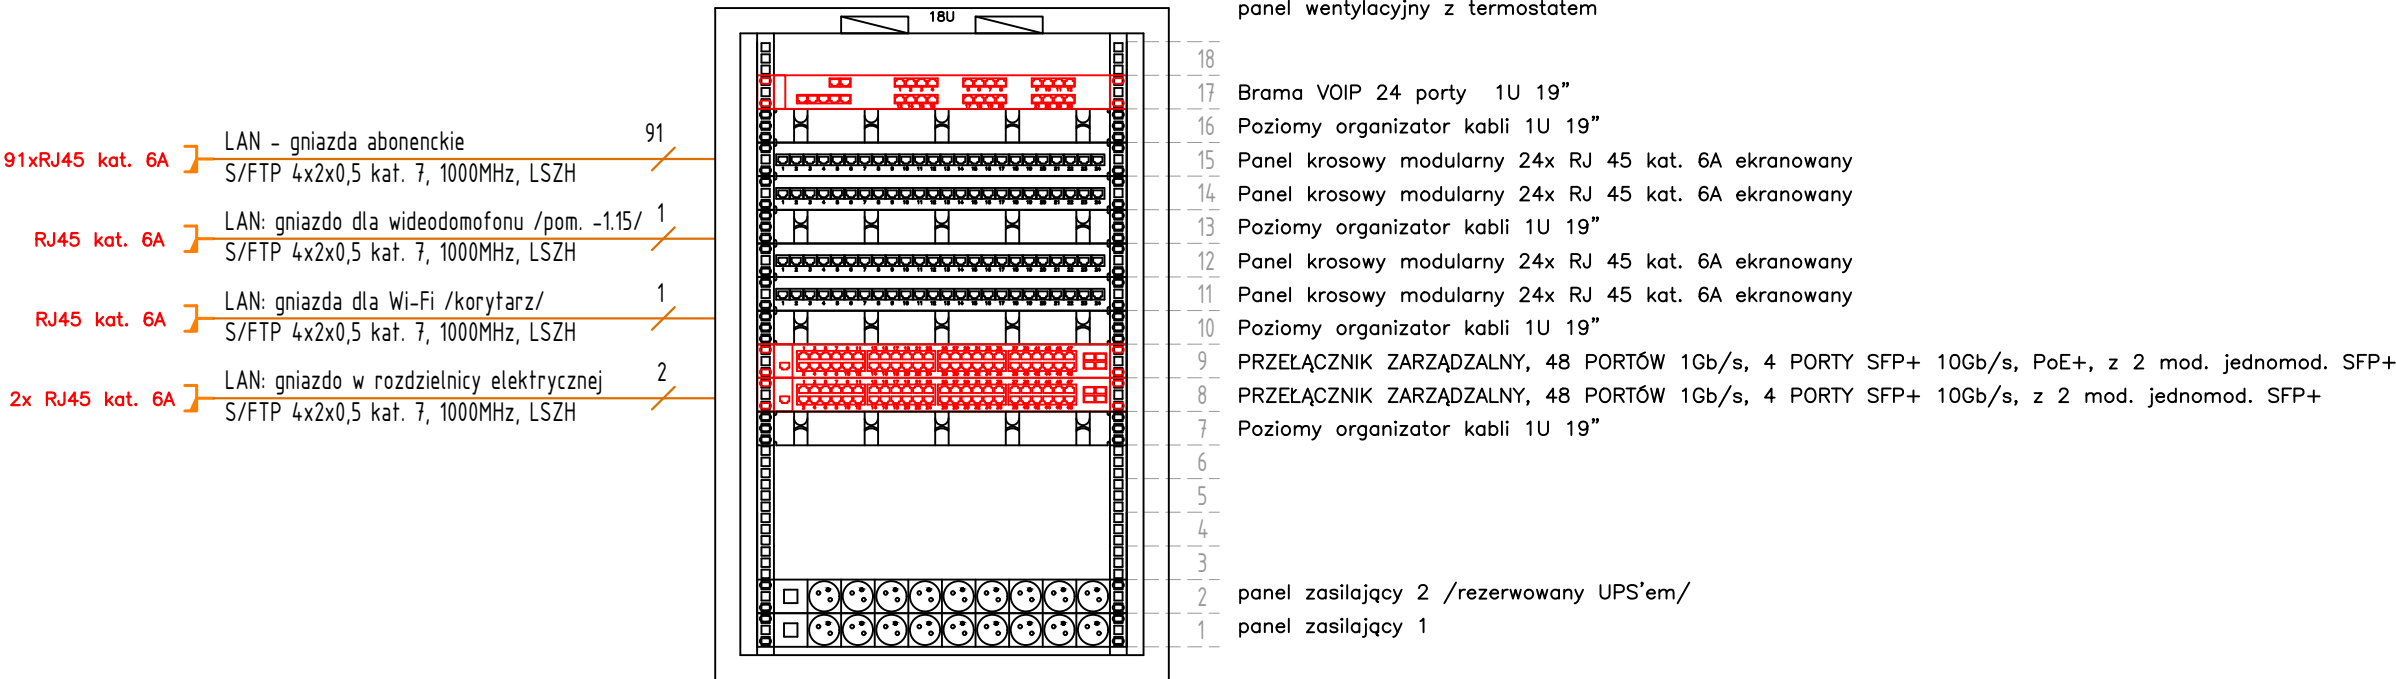 panel wentylacyjny z termostatem
18U
18
17 Brama VOIP 24 porty 1U 19"
16 Poziomy organizator kabli 1U 19"
15 Panel krosowy modularny 24x RJ 45 kat. 6A ekranowany
14 Panel krosowy modularny 24x RJ 45 kat. 6A ekranowany
13 Poziomy organizator kabli 1U 19"
12 Panel krosowy modularny 24x RJ 45 kat. 6A ekranowany
11 Panel krosowy modularny 24x RJ 45 kat. 6A ekranowany
10 Poziomy organizator kabli 1U 19"
9 PRZEŁĄCZNIK ZARZĄDZALNY, 48 PORTÓW 1Gb/s, 4 PORTY SFP+ 10Gb/s, PoE+, z 2 mod. jednomod. SFP+
8 PRZEŁĄCZNIK ZARZĄDZALNY, 48 PORTÓW 1Gb/s, 4 PORTY SFP+ 10Gb/s, z 2 mod. jednomod. SFP+
7 Poziomy organizator kabli 1U 19"
6
5
4
3
2 panel zasilający 2 /rezerwowany UPS'em/
1 panel zasilający 1
91xRJ45 kat. 6A
LAN - gniazda abonenckie 91
S/FTP 4x2x0,5 kat. 7, 1000MHz, LSZH
RJ45 kat. 6A
LAN: gniazdo dla wideodomofonu /pom. -1.15/ 1
S/FTP 4x2x0,5 kat. 7, 1000MHz, LSZH
RJ45 kat. 6A
LAN: gniazda dla Wi-Fi /korytarz/ 1
S/FTP 4x2x0,5 kat. 7, 1000MHz, LSZH
2x RJ45 kat. 6A
LAN: gniazdo w rozdzielnicy elektrycznej 2
S/FTP 4x2x0,5 kat. 7, 1000MHz, LSZH